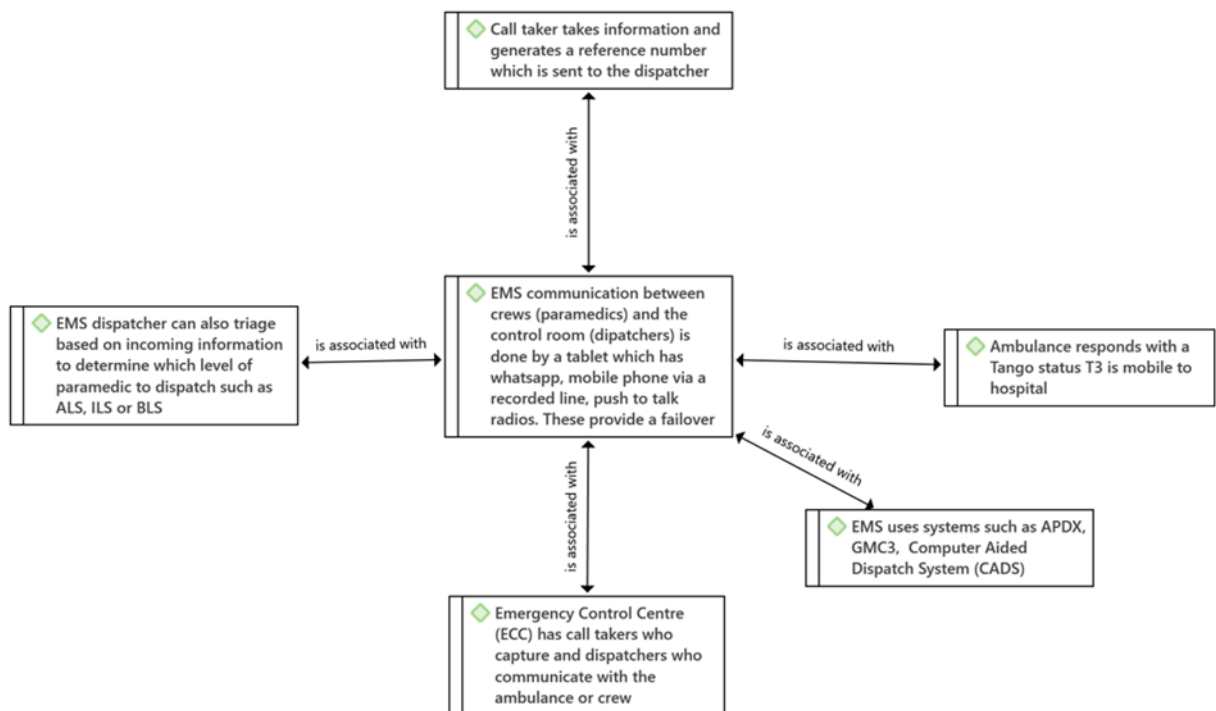 Call taker takes information and
generates a reference number
which is sent to the dispatcher
is associated with
EMS dispatcher can also triage
based on incoming information
to determine which level of
paramedic to dispatch such as
ALS, ILS or BLS
is associated with
EMS communication between
crews (paramedics) and the
control room (dipatchers) is
done by a tablet which has
whatsapp, mobile phone via a
recorded line, push to talk
radios. These provide a failover
is associated with
Ambulance responds with a
Tango status T3 is mobile to
hospital
is associated with
EMS uses systems such as APDX,
GMC3, Computer Aided
Dispatch System (CADS)
is associated with
Emergency Control Centre
(ECC) has call takers who
capture and dispatchers who
communicate with the
ambulance or crew